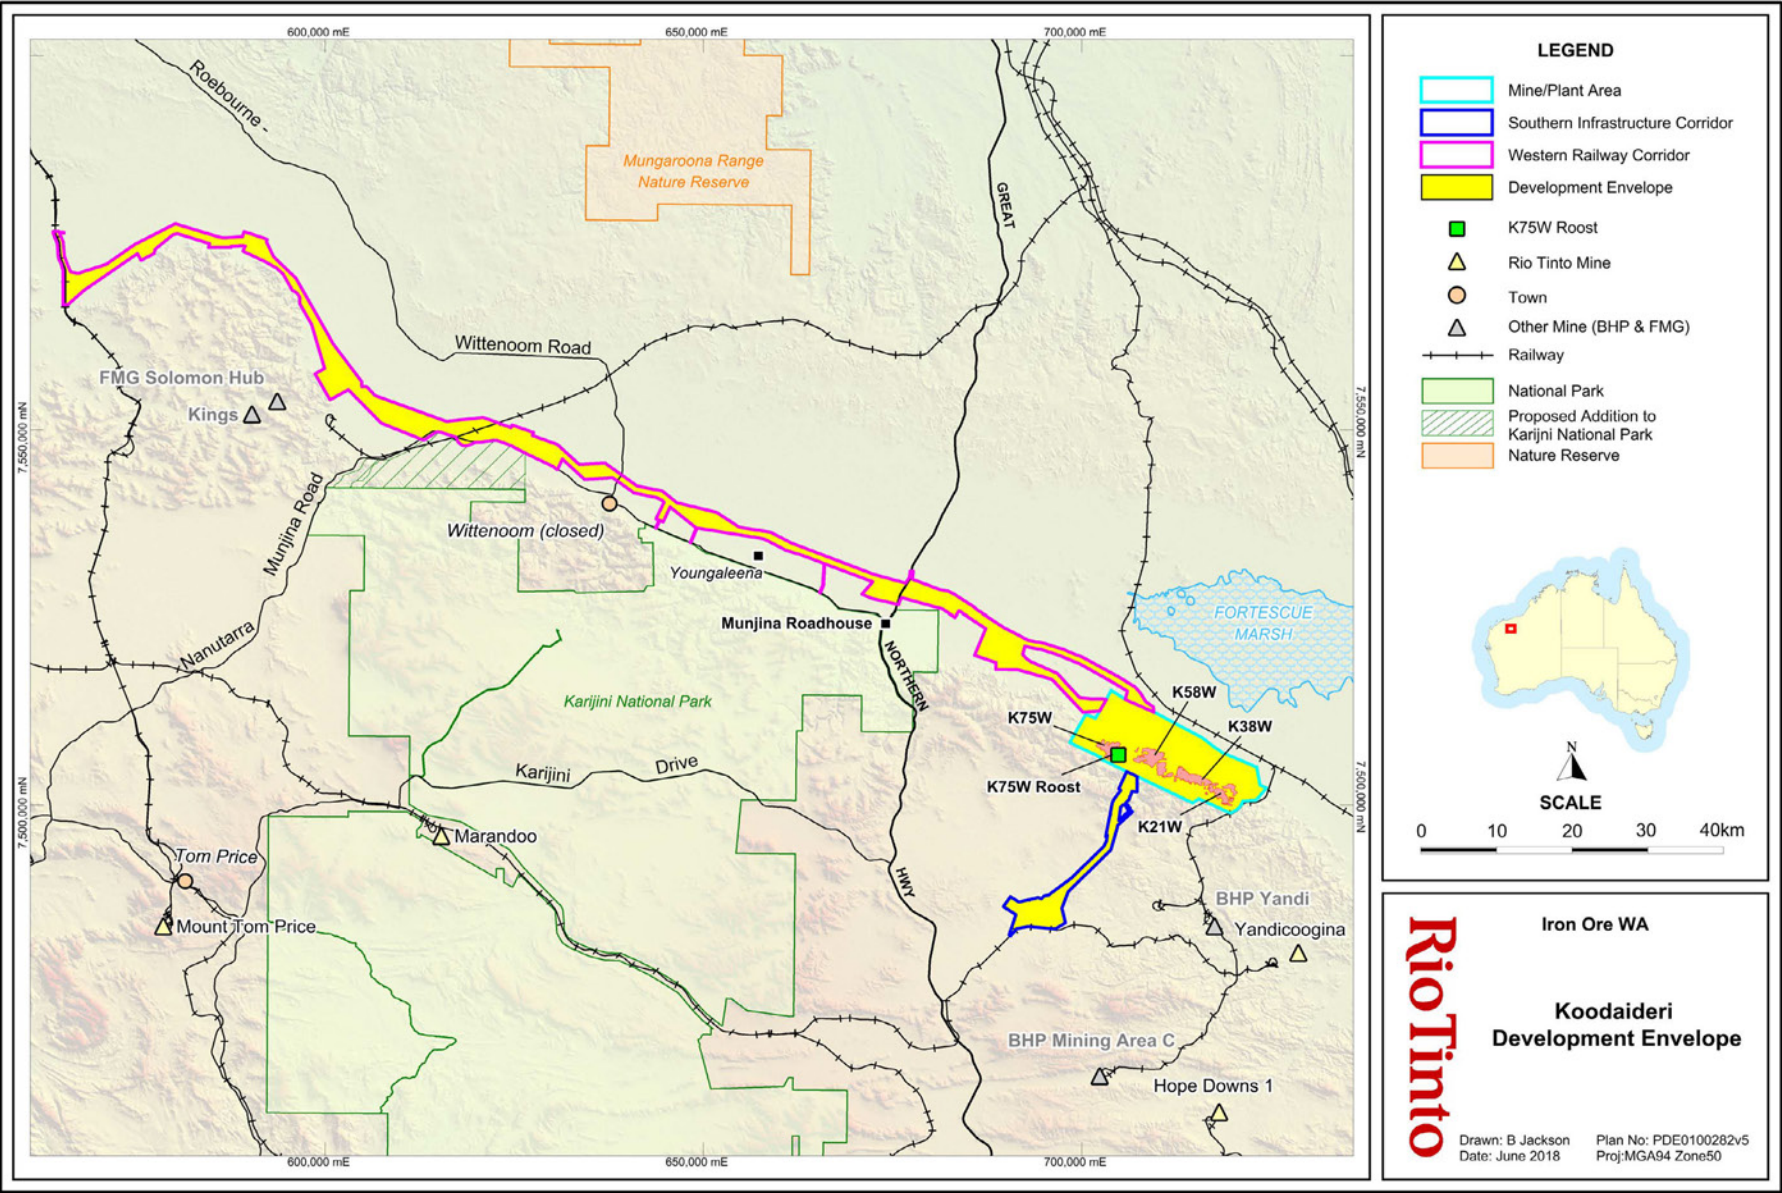 600,000 mE
650,000 mE
700,000 mE
Roebourne -
Mungaroona Range
Nature Reserve
GREAT
Wittenoom Road
FMG Solomon Hub
Kings
7,550,000 mN
7,550,000 mN
Munjina Road
Wittenoom (closed)
Youngaleena
Munjina Roadhouse
FORTESCUE
MARSH
Nanutarra
NORTHERN
Karijini National Park
K58W
K75W
K38W
Karijini
Drive
K75W Roost
7,500,000 mN
7,500,000 mN
K21W
Marandoo
Tom Price
HWY
BHP Yandi
Mount Tom Price
Yandicoogina
BHP Mining Area C
Hope Downs 1
600,000 mE
650,000 mE
700,000 mE
LEGEND
Mine/Plant Area
Southern Infrastructure Corridor
Western Railway Corridor
Development Envelope
K75W Roost
Rio Tinto Mine
Town
Other Mine (BHP & FMG)
Railway
National Park
Proposed Addition to
Karijni National Park
Nature Reserve
N
SCALE
0 10 20 30 40km
RioTinto
Iron Ore WA
Koodaideri
Development Envelope
Drawn: B Jackson
Plan No: PDE0100282v5
Date: June 2018
Proj:MGA94 Zone50